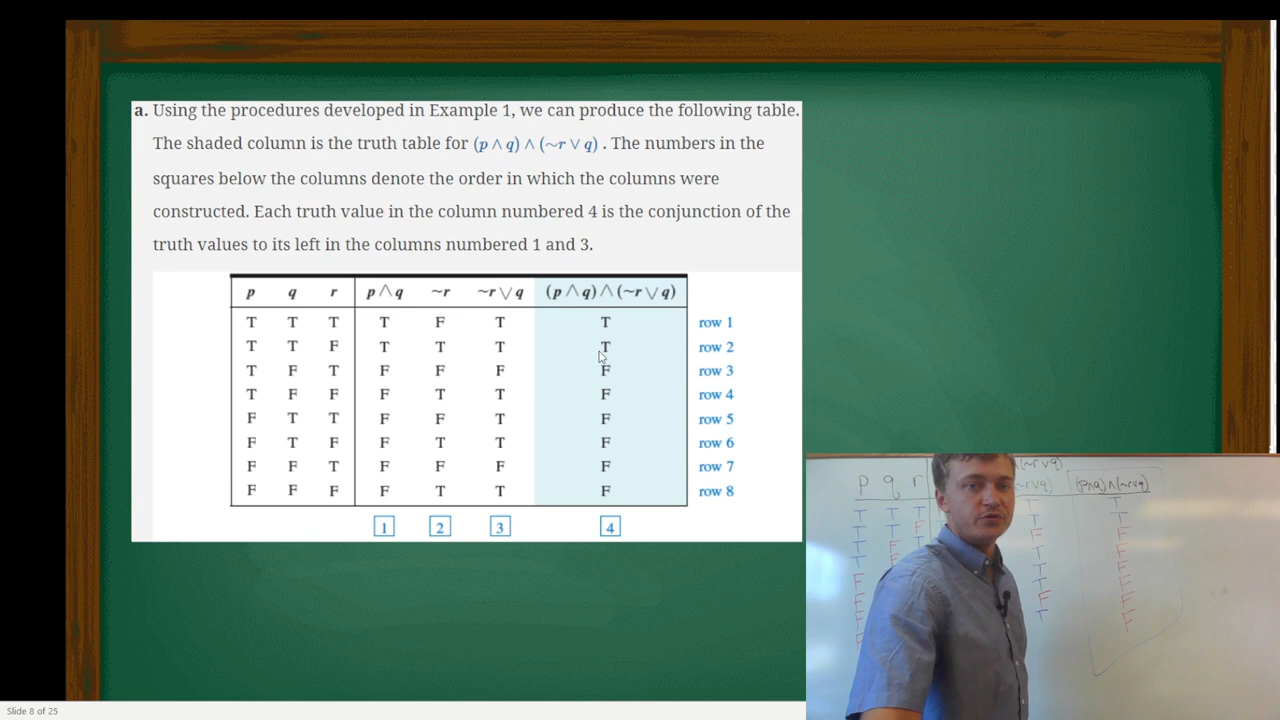 a. Using the procedures developed in Example 1, we can produce the following table.
The shaded column is the truth table for (p ∧ q) ∧ (~r ∨ q) . The numbers in the
squares below the columns denote the order in which the columns were
constructed. Each truth value in the column numbered 4 is the conjunction of the
truth values to its left in the columns numbered 1 and 3.
p q r p ∧ q ~r ~r ∨ q (p ∧ q) ∧ (~r ∨ q)
T T T T F T T row 1
T T F T T T T row 2
T F T F F F F row 3
T F F F T T F row 4
F T T F F T F row 5
F T F F T T F row 6
F F T F F F F row 7
F F F F T T F row 8
1 2 3 4
p q r (p∧q)∧(~r∨q)
T T T T T
T T F T T
T F T F F
T F T F
F T F
F T F
F F F
T F
Slide 8 of 25